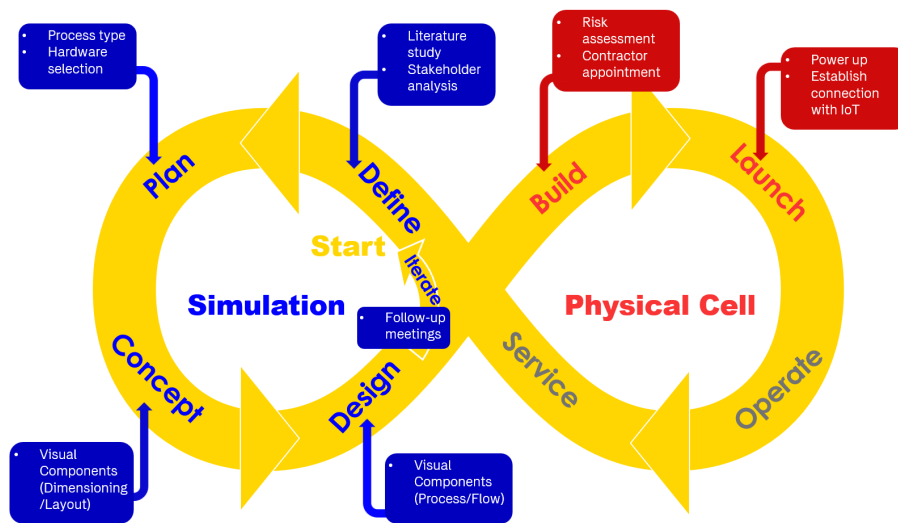 • Process type
• Hardware
selection
• Literature
study
• Stakeholder
analysis
• Risk
assessment
• Contractor
appointment
• Power up
• Establish
connection
with IoT
Plan
Define
Build
Launch
Start
Iterate
Simulation
Physical Cell
• Follow-up
meetings
Concept
Design
Service
Operate
• Visual
Components
(Dimensioning
/Layout)
• Visual
Components
(Process/Flow)